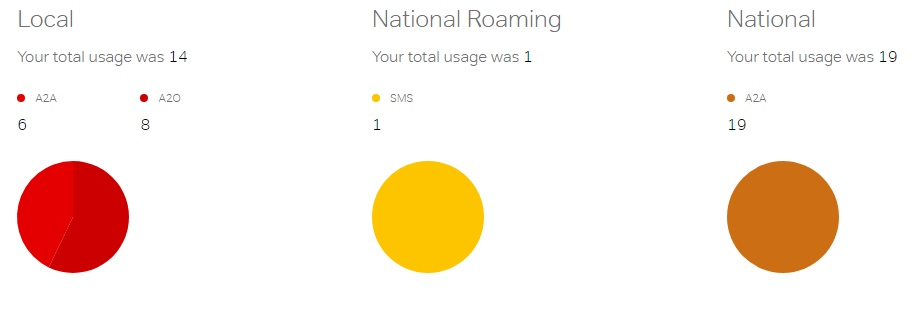 Local
Your total usage was 14
A2A A2O
6 8
National Roaming
Your total usage was 1
SMS
1
National
Your total usage was 19
A2A
19